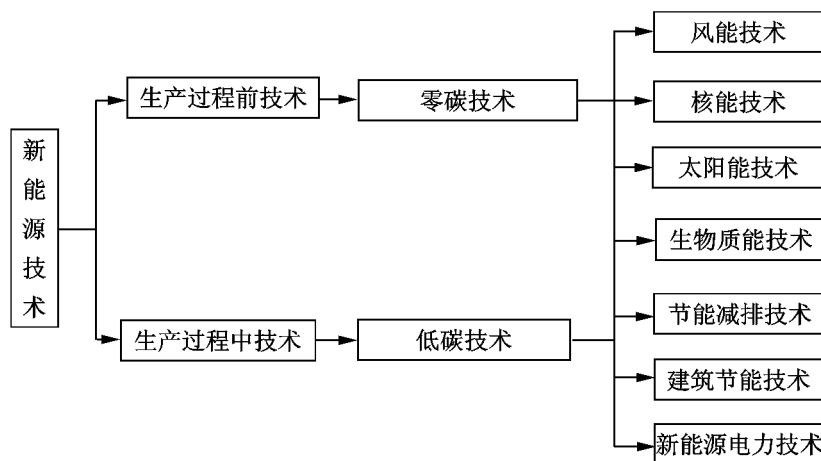 新能源技术
生产过程前技术
零碳技术
生产过程中技术
低碳技术
风能技术
核能技术
太阳能技术
生物质能技术
节能减排技术
建筑节能技术
新能源电力技术